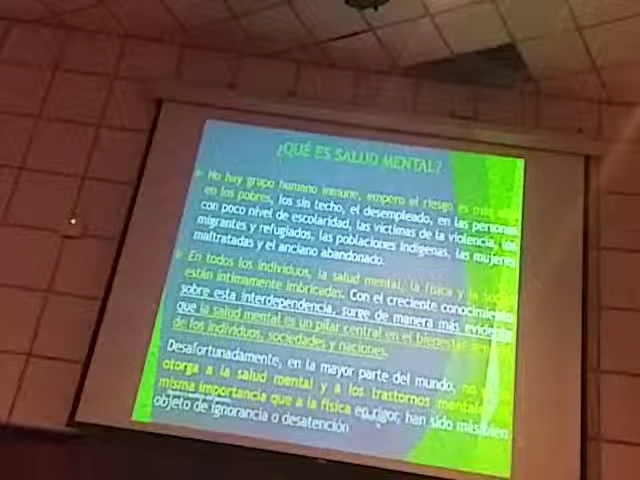 ¿QUÉ ES SALUD MENTAL?
No hay grupo humano inmune, empero el riesgo es más
en los pobres, los sin techo, el desempleado, en las personas
con poco nivel de escolaridad, las víctimas de la violencia, los
migrantes y refugiados, las poblaciones indígenas, las mujeres
maltratadas y el anciano abandonado.
En todos los individuos, la salud mental, la física y la social
están íntimamente imbricadas. Con el creciente conocimiento
sobre esta interdependencia, surge de manera más evidente
que la salud mental es un pilar central en el bienestar
de los individuos, sociedades y naciones.
Desafortunadamente, en la mayor parte del mundo, no
otorga a la salud mental y a los trastornos mentales
misma importancia que a la física en rigor, han sido más bien
objeto de ignorancia o desatención